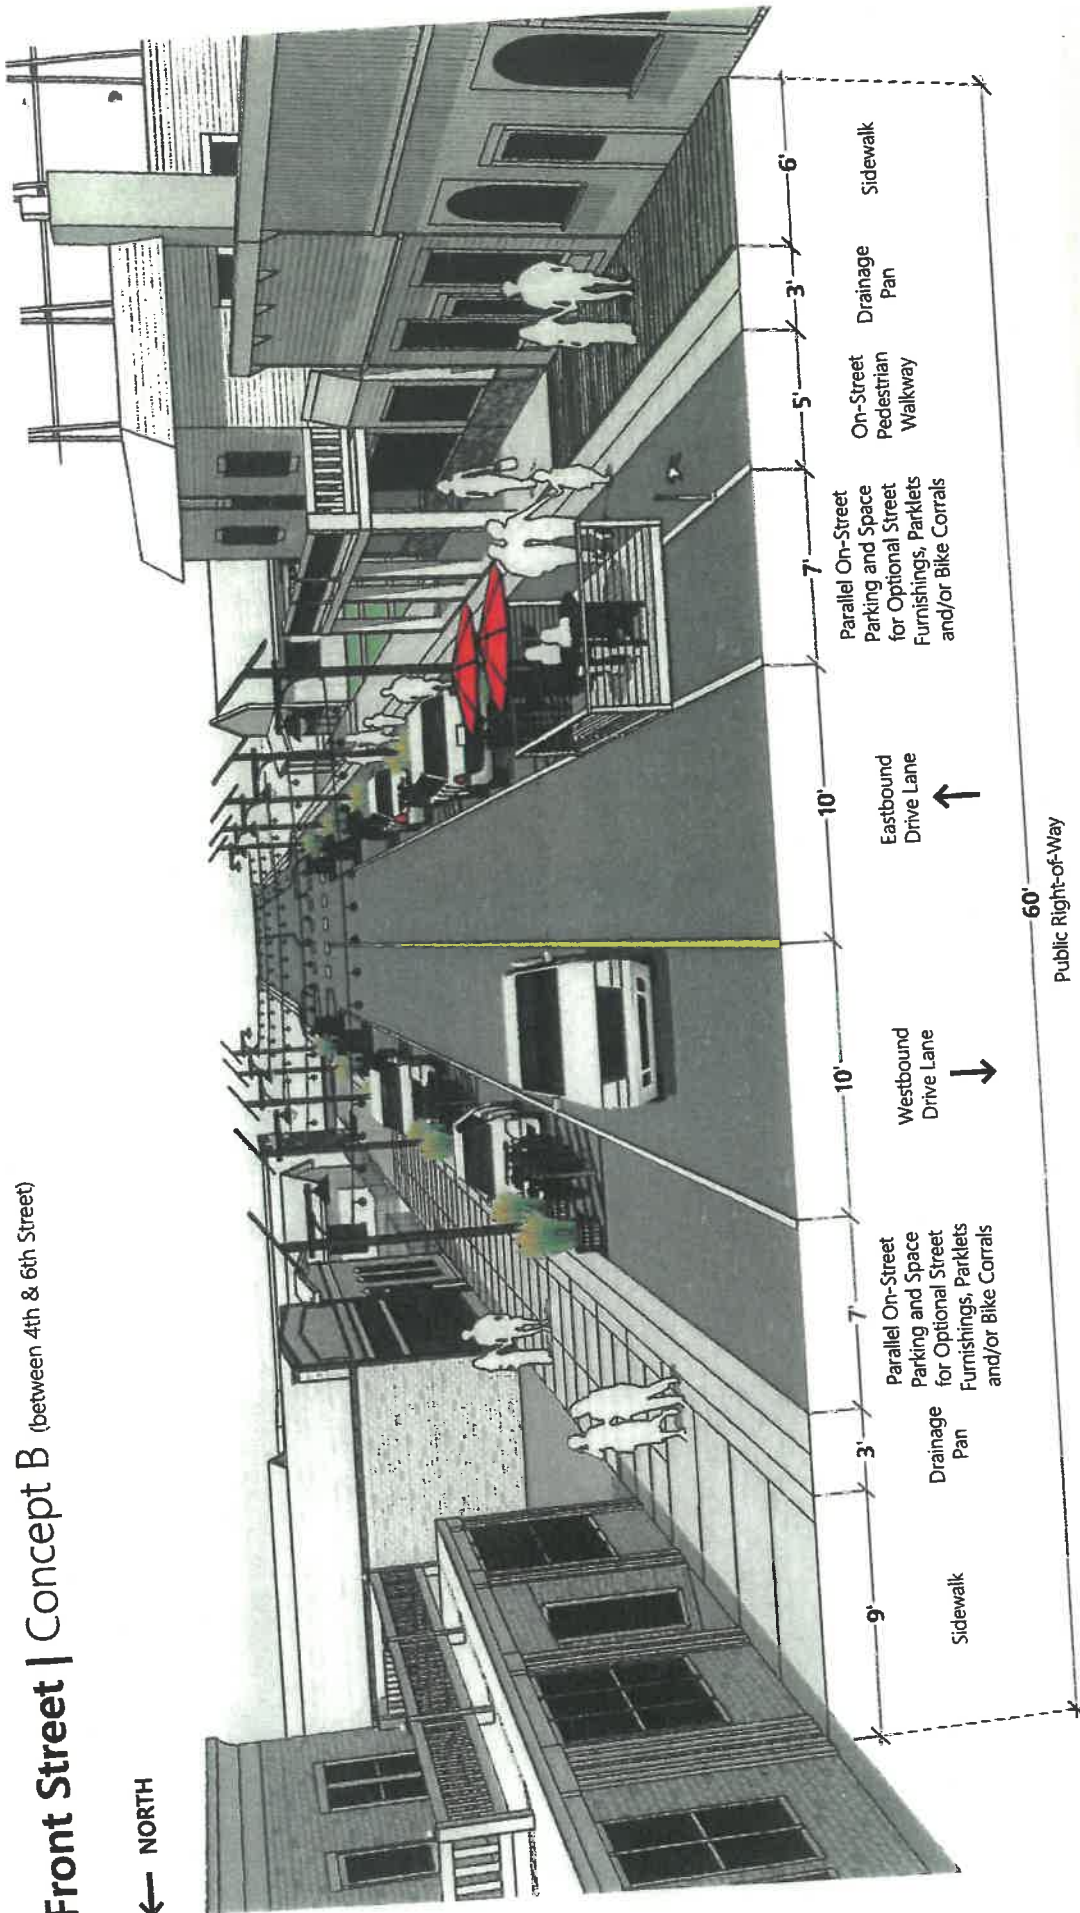 Front Street | Concept B (between 4th & 6th Street)
← NORTH
9'
3'
7'
10'
10'
7'
5'
3'
6'
Sidewalk
Drainage
Pan
Parallel On-Street
Parking and Space
for Optional Street
Furnishings, Parklets
and/or Bike Corrals
Westbound
Drive Lane
Eastbound
Drive Lane
Parallel On-Street
Parking and Space
for Optional Street
Furnishings, Parklets
and/or Bike Corrals
On-Street
Pedestrian
Walkway
Drainage
Pan
Sidewalk
60'
Public Right-of-Way